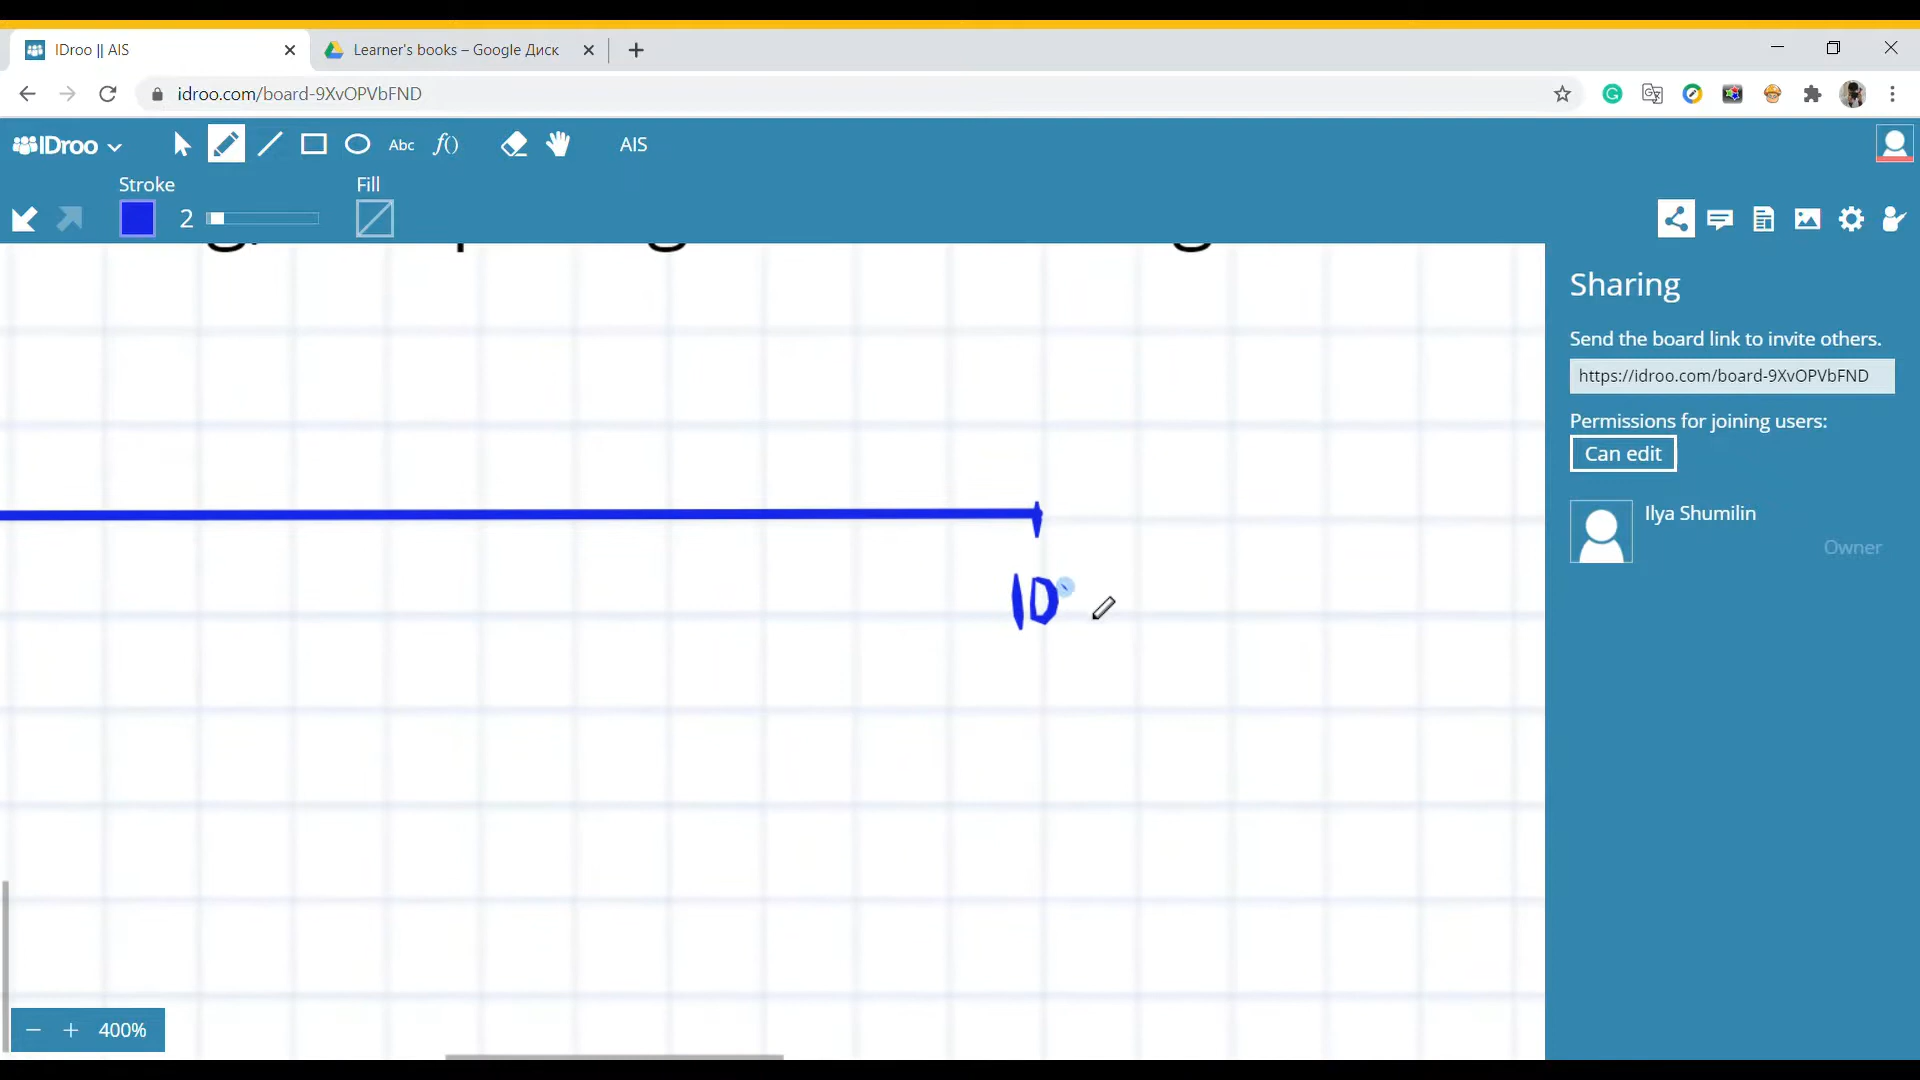 IDroo || AIS
Learner's books – Google Диск
idroo.com/board-9XvOPVbFND
IDroo
Abc
f()
AIS
Stroke
Fill
2
Sharing
Send the board link to invite others.
https://idroo.com/board-9XvOPVbFND
Permissions for joining users:
Can edit
Ilya Shumilin
Owner
10
400%